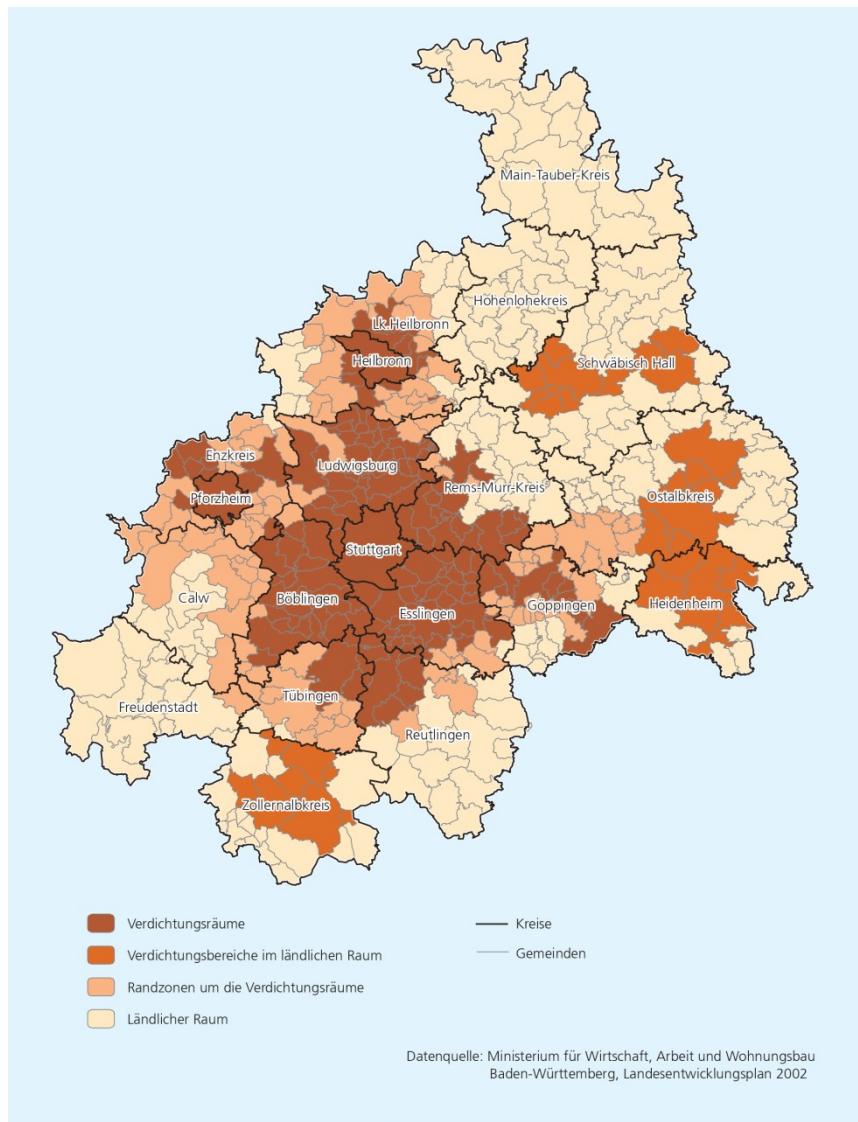 Main-Tauber-Kreis
Hohenlohekreis
Lk.Heilbronn
Heilbronn
Schwäbisch Hall
Enzkreis
Ludwigsburg
Rems-Murr-Kreis
Pforzheim
Ostalbkreis
Stuttgart
Calw
Böblingen
Esslingen
Göppingen
Heidenheim
Tübingen
Freudenstadt
Reutlingen
Zollernalbkreis
Verdichtungsräume
Verdichtungsbereiche im ländlichen Raum
Randzonen um die Verdichtungsräume
Ländlicher Raum
Kreise
Gemeinden
Datenquelle: Ministerium für Wirtschaft, Arbeit und Wohnungsbau
Baden-Württemberg, Landesentwicklungsplan 2002